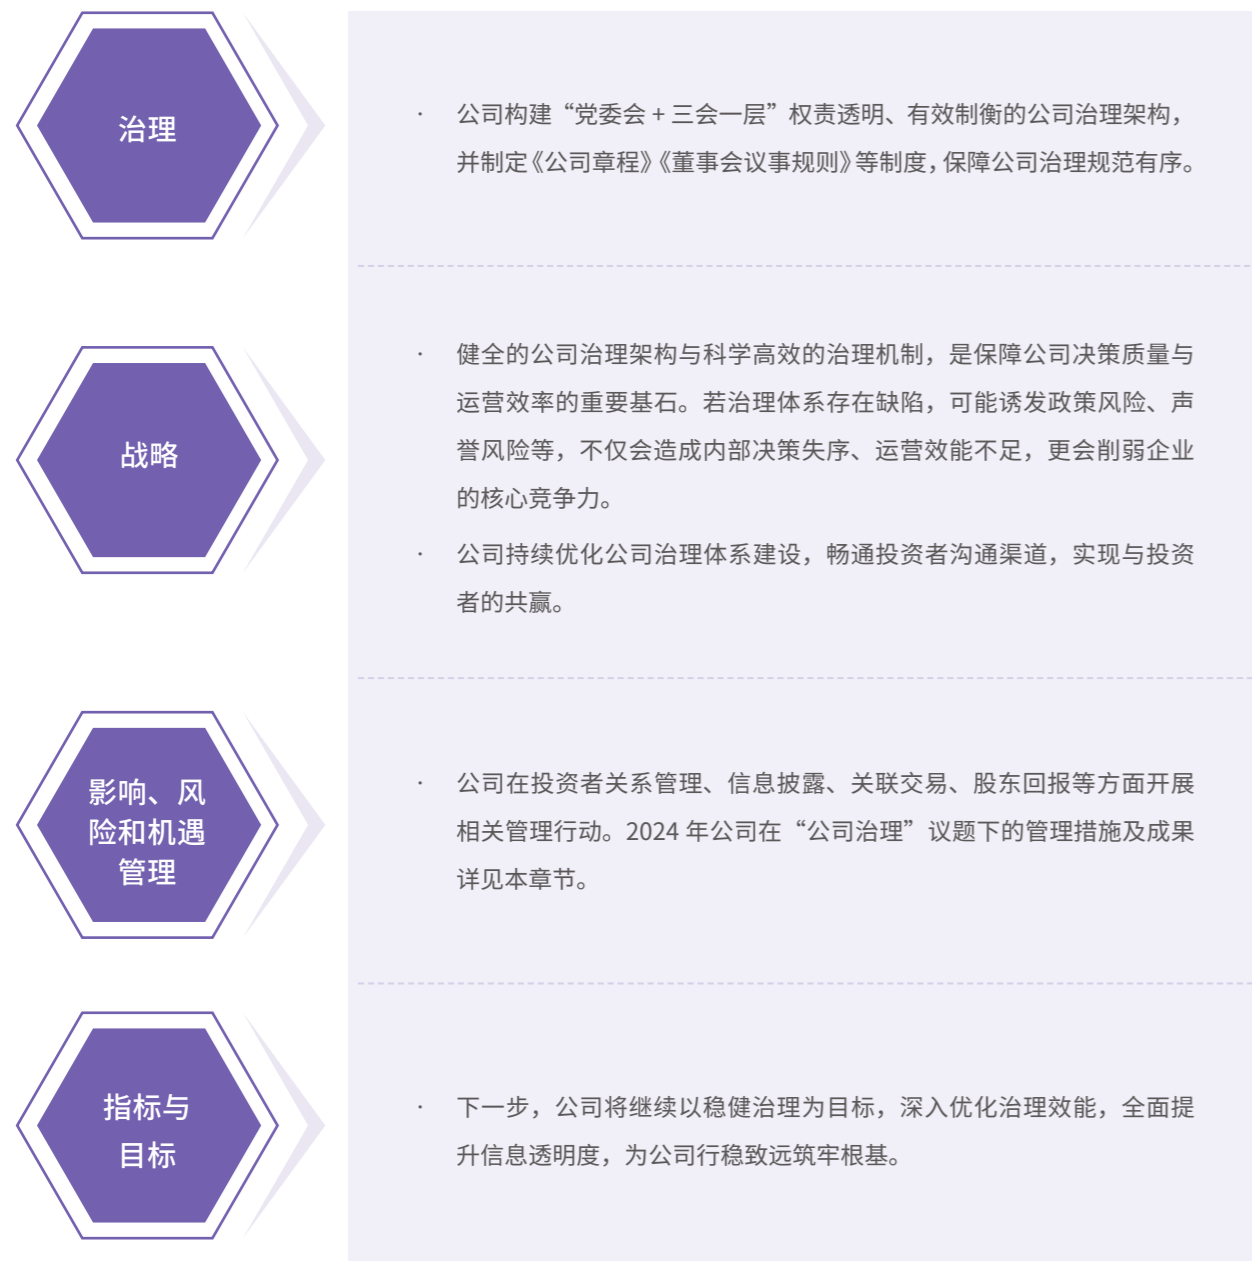 治理
· 公司构建“党委会 + 三会一层”权责透明、有效制衡的公司治理架构，
并制定《公司章程》《董事会议事规则》等制度，保障公司治理规范有序。
战略
· 健全的公司治理架构与科学高效的治理机制，是保障公司决策质量与
运营效率的重要基石。若治理体系存在缺陷，可能诱发政策风险、声
誉风险等，不仅会造成内部决策失序、运营效能不足，更会削弱企业
的核心竞争力。
· 公司持续优化公司治理体系建设，畅通投资者沟通渠道，实现与投资
者的共赢。
影响、风
险和机遇
管理
· 公司在投资者关系管理、信息披露、关联交易、股东回报等方面开展
相关管理行动。2024 年公司在“公司治理”议题下的管理措施及成果
详见本章节。
指标与
目标
· 下一步，公司将继续以稳健治理为目标，深入优化治理效能，全面提
升信息透明度，为公司行稳致远筑牢根基。